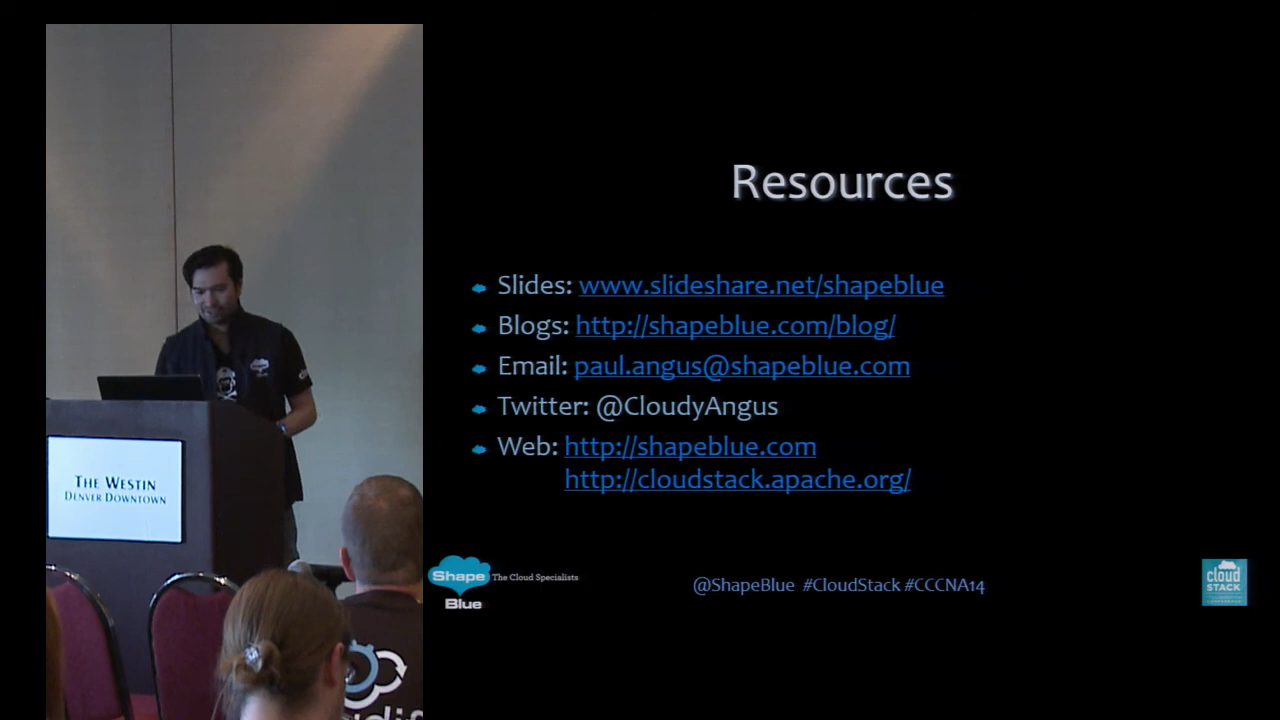 Resources
Slides: www.slideshare.net/shapeblue
Blogs: http://shapeblue.com/blog/
Email: paul.angus@shapeblue.com
Twitter: @CloudyAngus
Web: http://shapeblue.com
http://cloudstack.apache.org/
THE WESTIN
DENVER DOWNTOWN
Shape
Blue
The Cloud Specialists
@ShapeBlue #CloudStack #CCCNA14
cloud
STACK